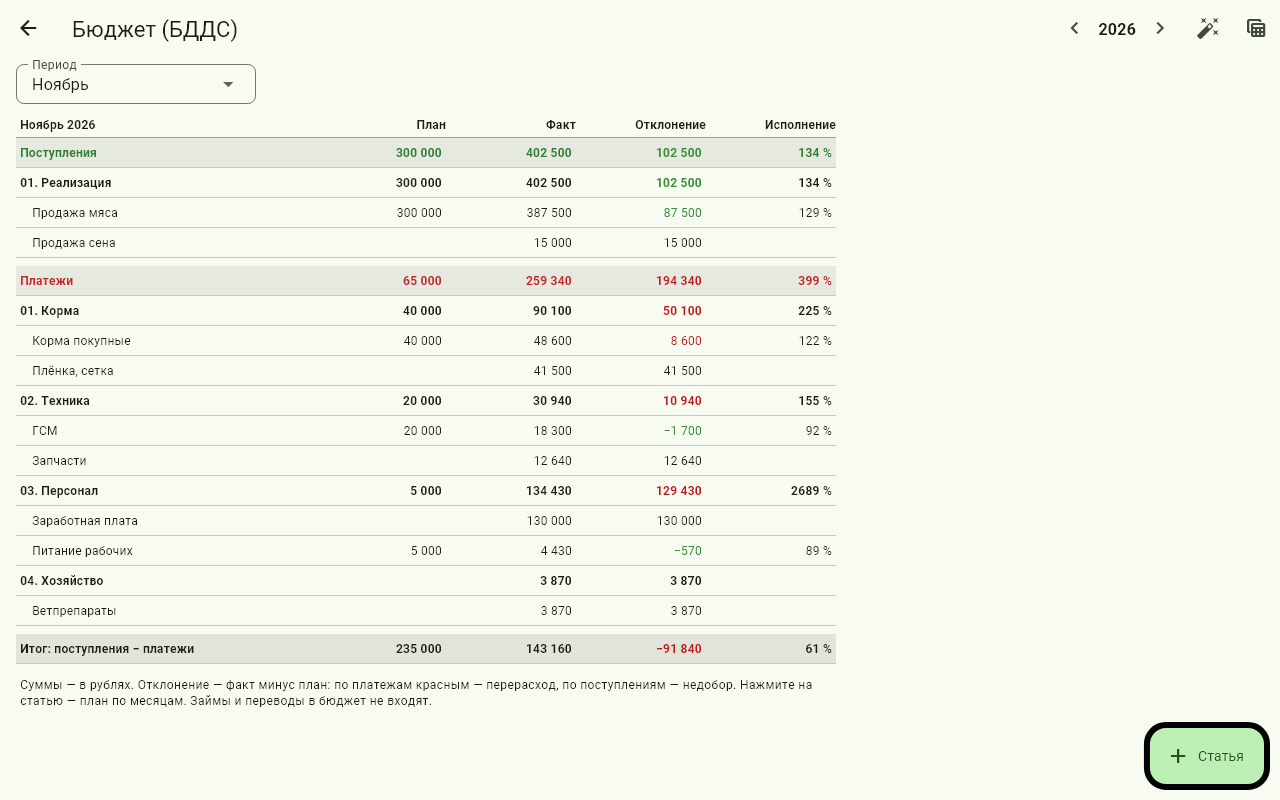 Бюджет (БДДС)
2026
Период
Ноябрь
Ноябрь 2026 План Факт Отклонение Исполнение
Поступления 300 000 402 500 102 500 134 %
01. Реализация 300 000 402 500 102 500 134 %
Продажа мяса 300 000 387 500 87 500 129 %
Продажа сена 15 000 15 000
Платежи 65 000 259 340 194 340 399 %
01. Корма 40 000 90 100 50 100 225 %
Корма покупные 40 000 48 600 8 600 122 %
Плёнка, сетка 41 500 41 500
02. Техника 20 000 30 940 10 940 155 %
ГСМ 20 000 18 300 −1 700 92 %
Запчасти 12 640 12 640
03. Персонал 5 000 134 430 129 430 2689 %
Заработная плата 130 000 130 000
Питание рабочих 5 000 4 430 −570 89 %
04. Хозяйство 3 870 3 870
Ветпрепараты 3 870 3 870
Итог: поступления − платежи 235 000 143 160 −91 840 61 %
Суммы — в рублях. Отклонение — факт минус план: по платежам красным — перерасход, по поступлениям — недобор. Нажмите на
статью — план по месяцам. Займы и переводы в бюджет не входят.
Статья